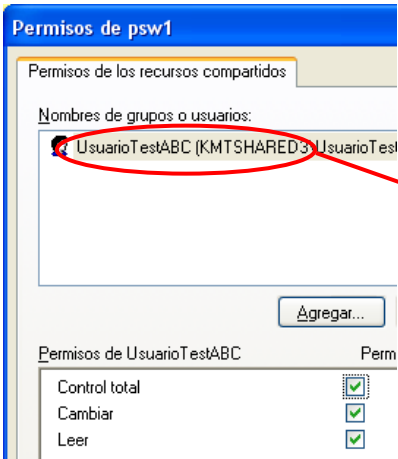 Permisos de psw1
Permisos de los recursos compartidos
Nombres de grupos o usuarios:
UsuarioTestABC (KMTSHARED3\UsuarioTest
Agregar...
Permisos de UsuarioTestABC Perm
Control total
Cambiar
Leer